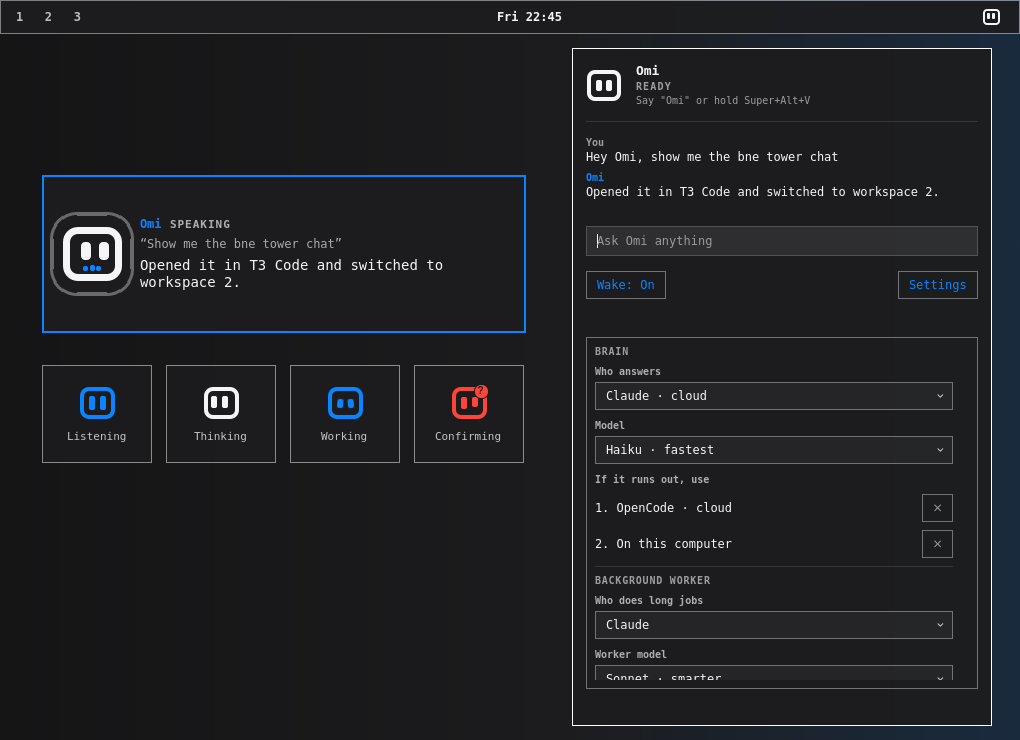 1 2 3
Fri 22:45
Omi SPEAKING
“Show me the bne tower chat”
Opened it in T3 Code and switched to
workspace 2.
Listening
Thinking
Working
?
Confirming
Omi
READY
Say "Omi" or hold Super+Alt+V
You
Hey Omi, show me the bne tower chat
Omi
Opened it in T3 Code and switched to workspace 2.
Ask Omi anything
Wake: On
Settings
BRAIN
Who answers
Claude · cloud
Model
Haiku · fastest
If it runs out, use
1. OpenCode · cloud
×
2. On this computer
×
BACKGROUND WORKER
Who does long jobs
Claude
Worker model
Sonnet · smarter